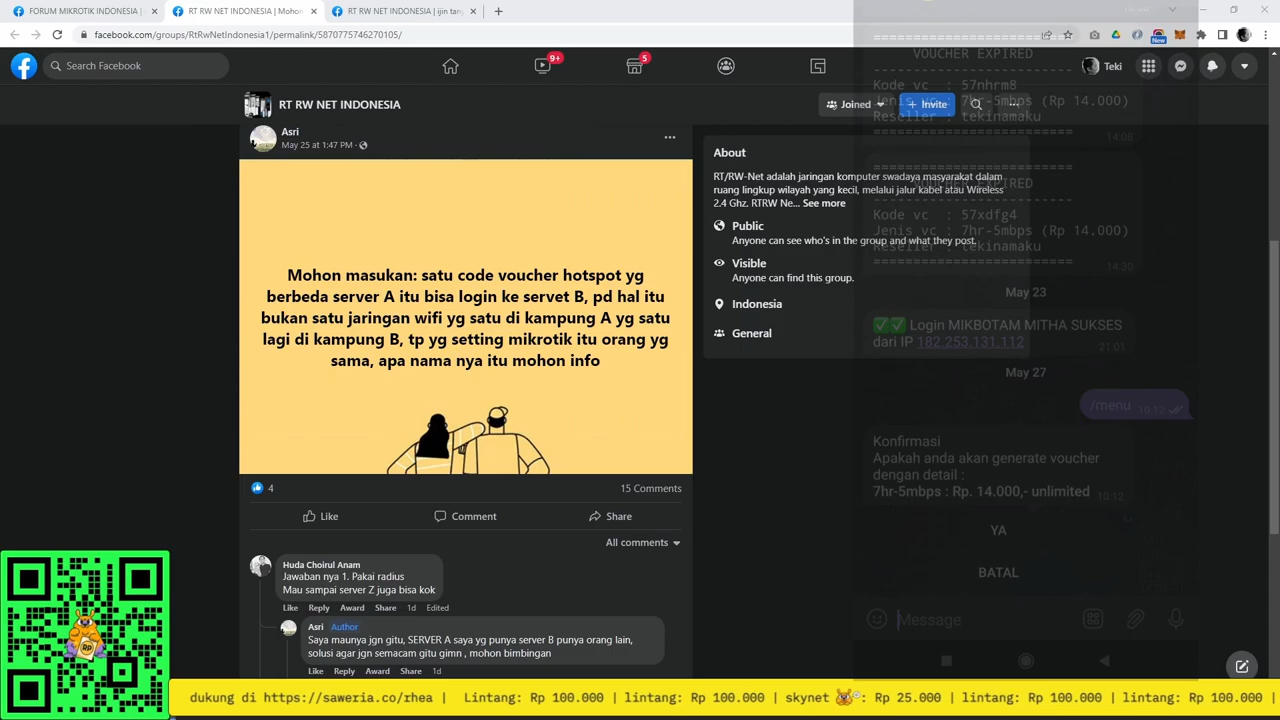 FORUM MIKROTIK INDONESIA |
RT RW NET INDONESIA | Mohon
RT RW NET INDONESIA | ijin tan
facebook.com/groups/RtRwNetIndonesia1/permalink/5870775746270105/
New
Search Facebook
9+
5
Teki
RT RW NET INDONESIA
Joined
+ Invite
Asri
May 25 at 1:47 PM ·
Mohon masukan: satu code voucher hotspot yg
berbeda server A itu bisa login ke servet B, pd hal itu
bukan satu jaringan wifi yg satu di kampung A yg satu
lagi di kampung B, tp yg setting mikrotik itu orang yg
sama, apa nama nya itu mohon info
4
15 Comments
Like
Comment
Share
All comments
Huda Choirul Anam
Jawaban nya 1. Pakai radius
Mau sampai server Z juga bisa kok
Like Reply Award Share 1d Edited
Asri Author
Saya maunya jgn gitu, SERVER A saya yg punya server B punya orang lain,
solusi agar jgn semacam gitu gimn , mohon bimbingan
Like Reply Award Share 1d
About
RT/RW-Net adalah jaringan komputer swadaya masyarakat dalam
ruang lingkup wilayah yang kecil, melalui jalur kabel atau Wireless
2.4 Ghz. RTRW Ne... See more
Public
Anyone can see who's in the group and what they post.
Visible
Anyone can find this group.
Indonesia
General
=====================
VOUCHER EXPIRED
---------------------
Kode vc : 57nhrm8
Jenis vc : 7hr-5mbps (Rp 14.000)
Reseller : tekinamaku
=====================
14:08
=====================
VOUCHER EXPIRED
---------------------
Kode vc : 57xdfg4
Jenis vc : 7hr-5mbps (Rp 14.000)
Reseller : tekinamaku
=====================
14:30
May 23
✅✅ Login MIKBOTAM MITHA SUKSES
dari IP 182.253.131.112
21:01
May 27
/menu 10:12
Konfirmasi
Apakah anda akan generate voucher
dengan detail :
7hr-5mbps : Rp. 14.000,- unlimited
10:12
YA
BATAL
Message
RP
dukung di https://saweria.co/rhea | Lintang: Rp 100.000 | lintang: Rp 100.000 | skynet : Rp 25.000 | lintang: Rp 100.000 | lintang: Rp 100.000 |